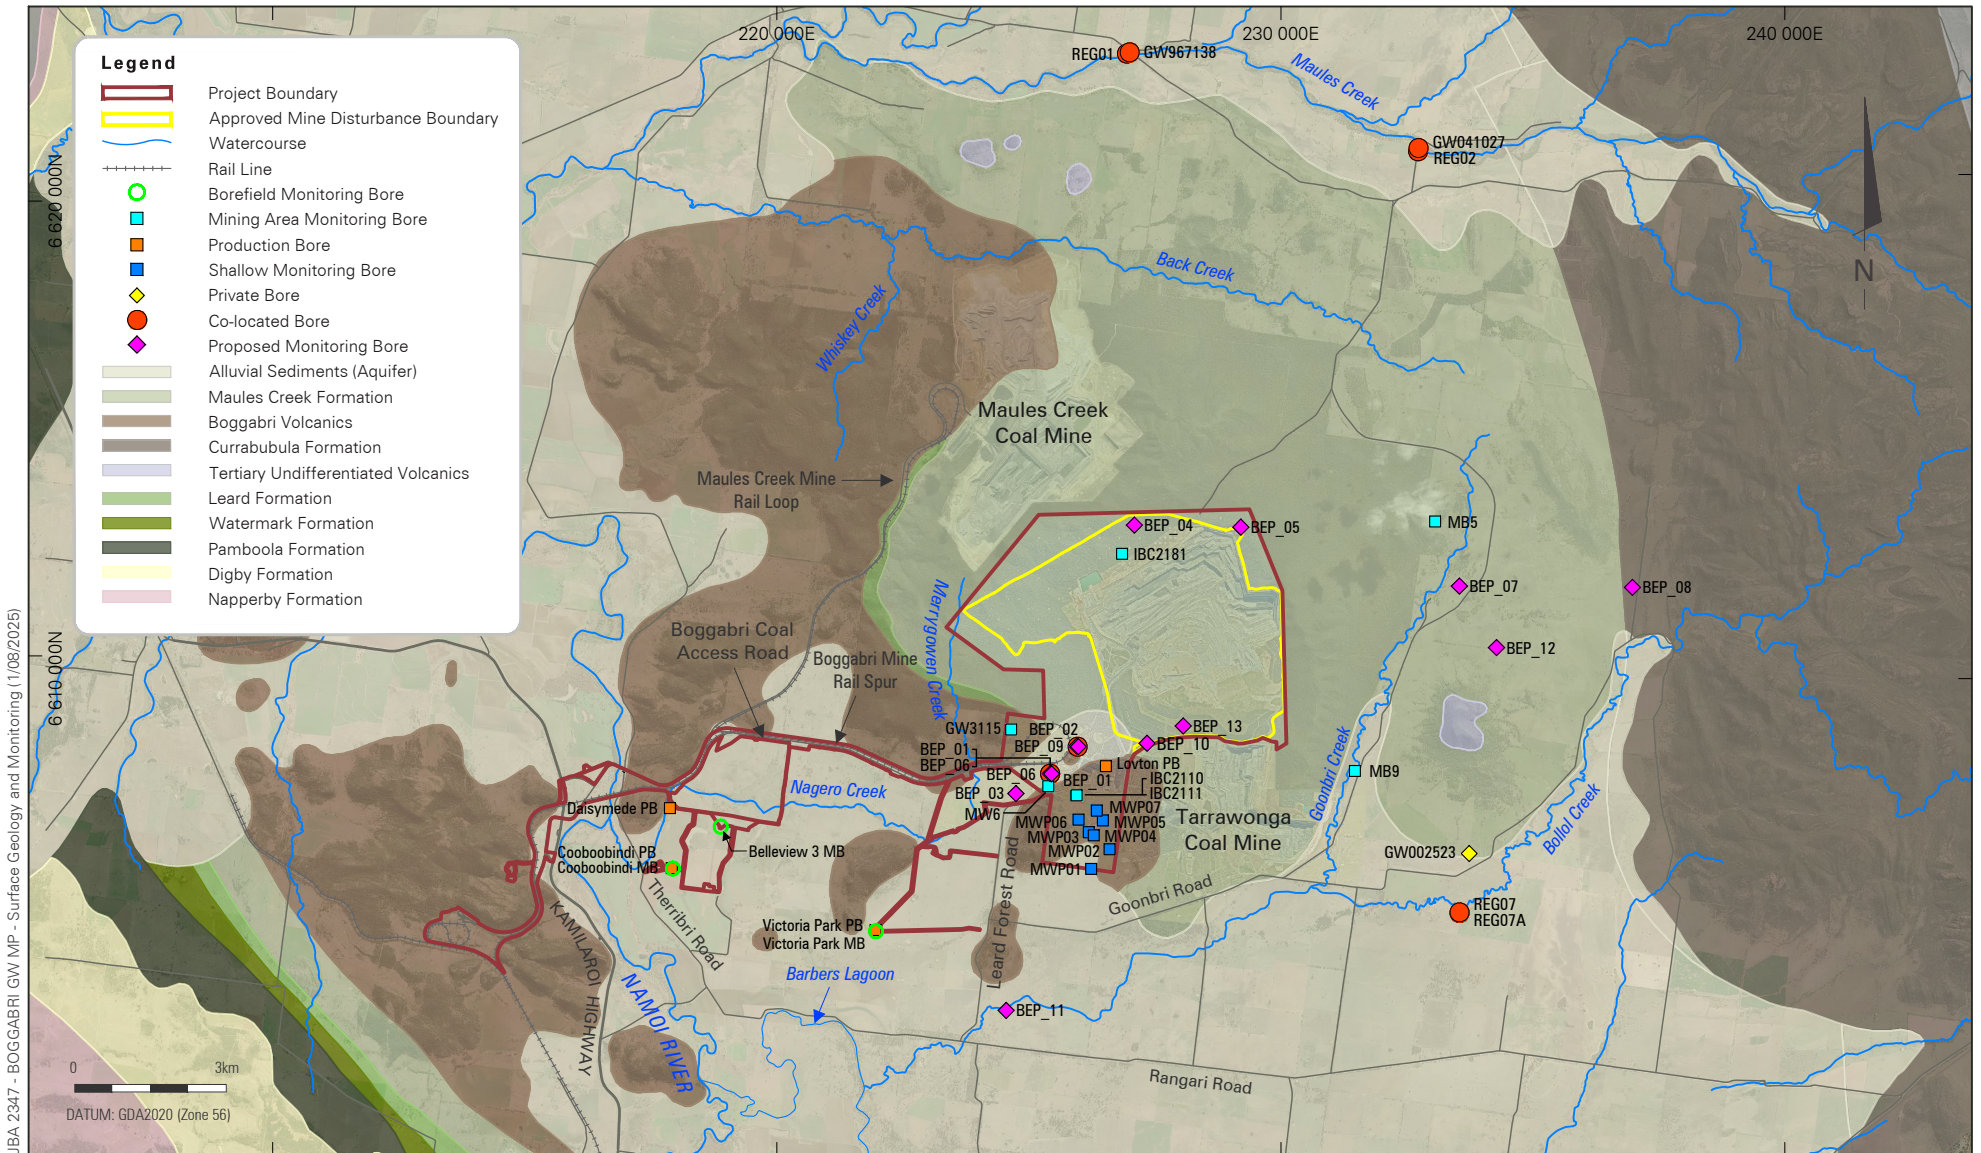 Legend
Project Boundary
Approved Mine Disturbance Boundary
Watercourse
Rail Line
Borefield Monitoring Bore
Mining Area Monitoring Bore
Production Bore
Shallow Monitoring Bore
Private Bore
Co-located Bore
Proposed Monitoring Bore
Alluvial Sediments (Aquifer)
Maules Creek Formation
Boggabri Volcanics
Currabubula Formation
Tertiary Undifferentiated Volcanics
Leard Formation
Watermark Formation
Pamboola Formation
Digby Formation
Napperby Formation
220 000E
230 000E
240 000E
6 620 000N
6 610 000N
REG01
GW967138
Maules Creek
GW041027
REG02
N
Back Creek
Whiskey Creek
Maules Creek
Coal Mine
Maules Creek Mine
Rail Loop
BEP_04
BEP_05
IBC2181
MB5
BEP_07
BEP_08
BEP_12
Merrygowen Creek
Boggabri Coal
Access Road
Boggabri Mine
Rail Spur
GW3115
BEP_02
BEP_09
BEP_01
BEP_06
BEP_13
BEP_10
BEP_06
BEP_01
Lovton PB
BEP_03
IBC2110
IBC2111
MW6
MB9
Goonbri Creek
Bollol Creek
Nagero Creek
Daisymede PB
MWP07
MWP06
MWP05
MWP03
MWP04
MWP02
MWP01
Tarrawonga
Coal Mine
Belleview 3 MB
Cooboobindi PB
Cooboobindi MB
GW002523
Goonbri Road
Leard Forest Road
Therribri Road
KAMILAROI HIGHWAY
Victoria Park PB
Victoria Park MB
REG07
REG07A
Barbers Lagoon
NAMOI RIVER
BEP_11
Rangari Road
0
3km
DATUM: GDA2020 (Zone 56)
JBA 2347 - BOGGABRI GW MP - Surface Geology and Monitoring (1/08/2025)